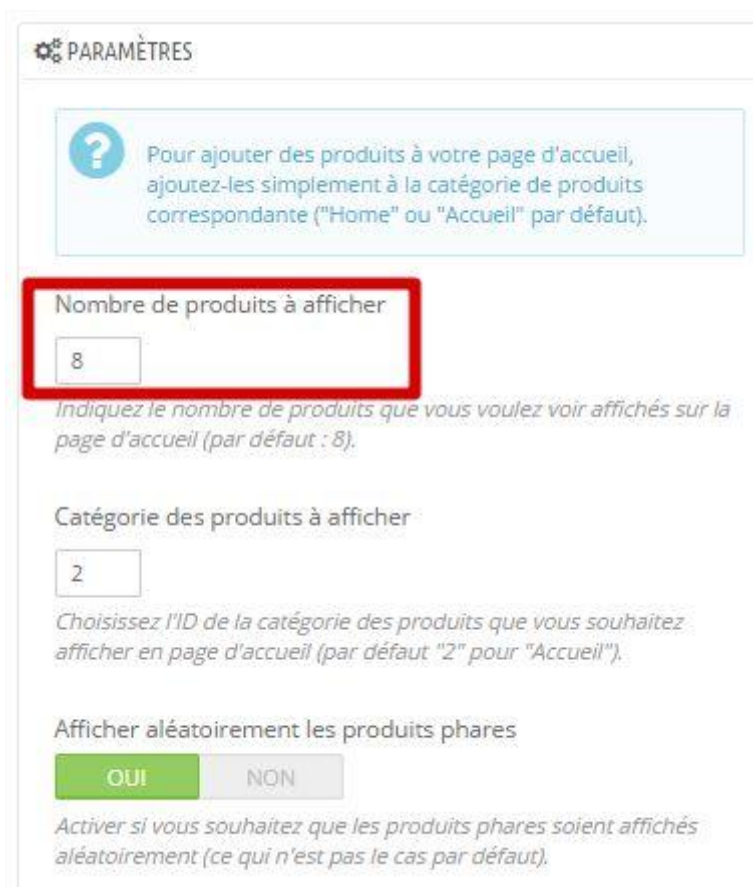 PARAMÈTRES
Pour ajouter des produits à votre page d'accueil,
ajoutez-les simplement à la catégorie de produits
correspondante ("Home" ou "Accueil" par défaut).
Nombre de produits à afficher
8
Indiquez le nombre de produits que vous voulez voir affichés sur la
page d'accueil (par défaut : 8).
Catégorie des produits à afficher
2
Choisissez l'ID de la catégorie des produits que vous souhaitez
afficher en page d'accueil (par défaut "2" pour "Accueil").
Afficher aléatoirement les produits phares
OUI NON
Activer si vous souhaitez que les produits phares soient affichés
aléatoirement (ce qui n'est pas le cas par défaut).